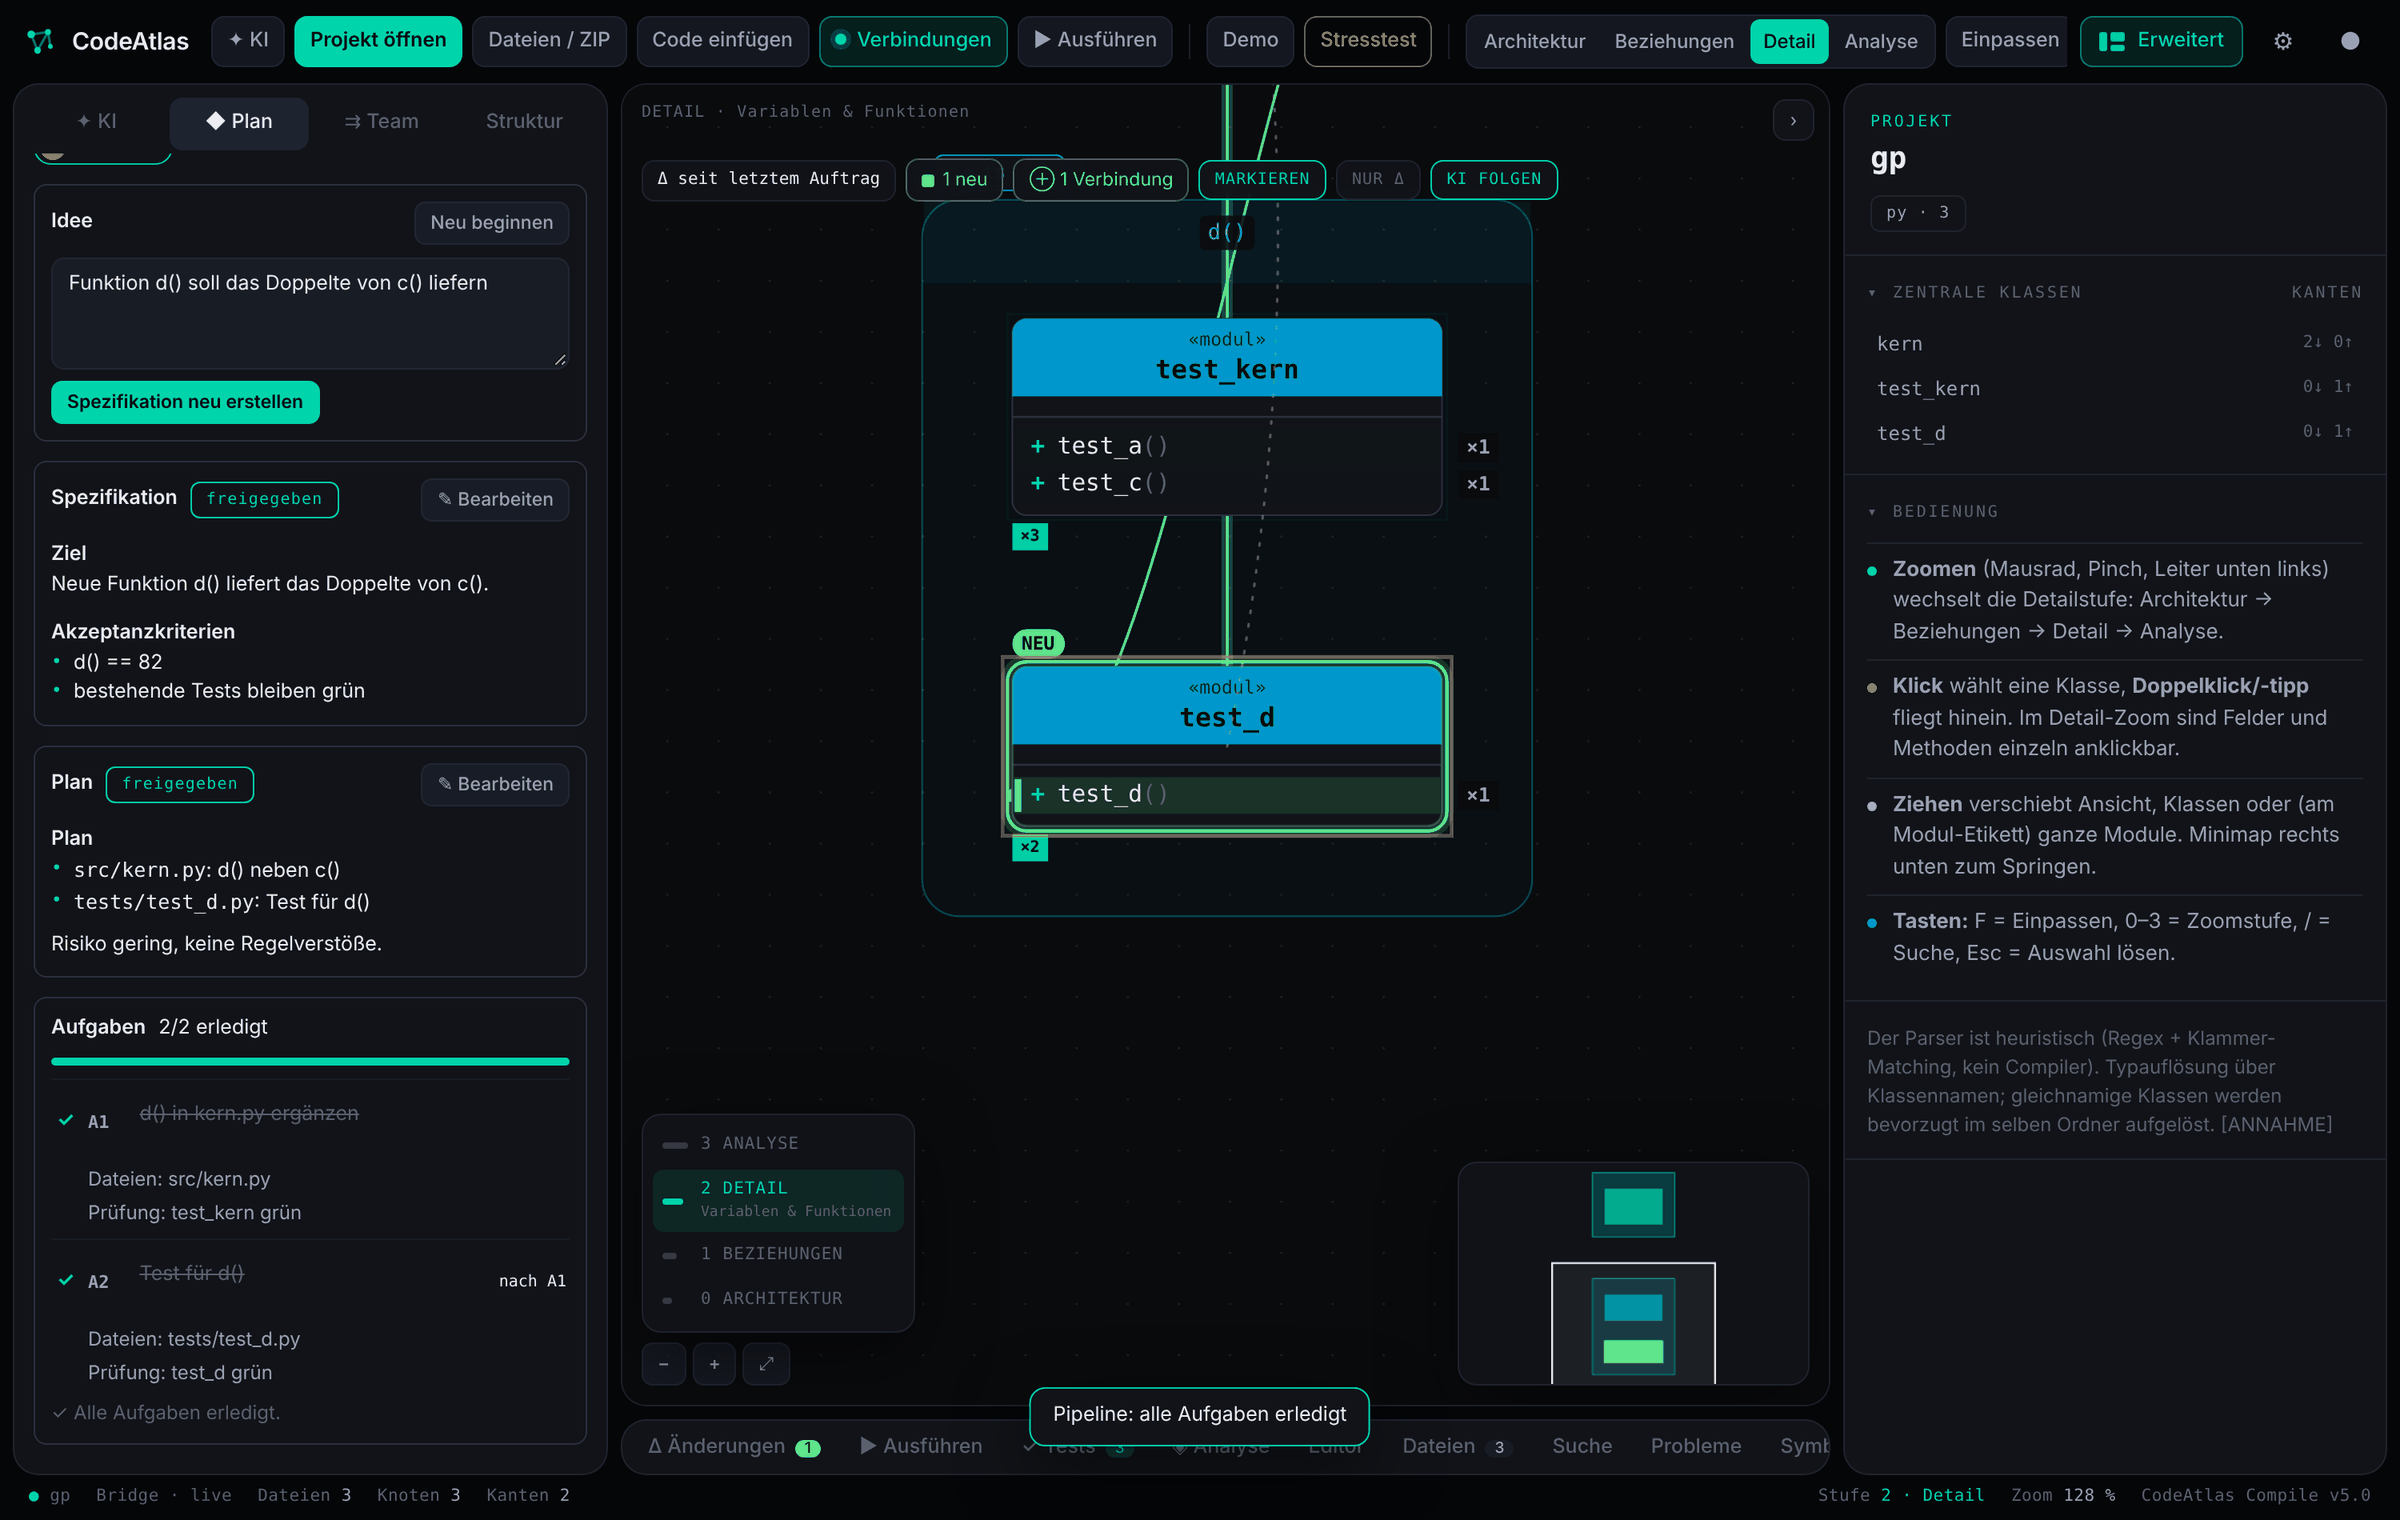 CodeAtlas
✦ KI
Projekt öffnen
Dateien / ZIP
Code einfügen
Verbindungen
▶ Ausführen
Demo
Stresstest
Architektur
Beziehungen
Detail
Analyse
Einpassen
Erweitert
✦ KI
◆ Plan
⇉ Team
Struktur
Idee
Neu beginnen
Funktion d() soll das Doppelte von c() liefern
Spezifikation neu erstellen
Spezifikation
freigegeben
✎ Bearbeiten
Ziel
Neue Funktion d() liefert das Doppelte von c().
Akzeptanzkriterien
• d() == 82
• bestehende Tests bleiben grün
Plan
freigegeben
✎ Bearbeiten
Plan
• src/kern.py: d() neben c()
• tests/test_d.py: Test für d()
Risiko gering, keine Regelverstöße.
Aufgaben 2/2 erledigt
✓ A1 d() in kern.py ergänzen
Dateien: src/kern.py
Prüfung: test_kern grün
✓ A2 Test für d() nach A1
Dateien: tests/test_d.py
Prüfung: test_d grün
✓ Alle Aufgaben erledigt.
DETAIL · Variablen & Funktionen
›
Δ seit letztem Auftrag
1 neu
1 Verbindung
MARKIEREN
NUR Δ
KI FOLGEN
d()
«modul»
test_kern
+ test_a() ×1
+ test_c() ×1
×3
NEU
«modul»
test_d
+ test_d() ×1
×2
3 ANALYSE
2 DETAIL
Variablen & Funktionen
1 BEZIEHUNGEN
0 ARCHITEKTUR
− + ⤢
Pipeline: alle Aufgaben erledigt
Δ Änderungen 1
▶ Ausführen
✓ Tests 3
Analyse
Editor
Dateien 3
Suche
Probleme
Symb
PROJEKT
gp
py · 3
▾ ZENTRALE KLASSEN KANTEN
kern 2↓ 0↑
test_kern 0↓ 1↑
test_d 0↓ 1↑
▾ BEDIENUNG
Zoomen (Mausrad, Pinch, Leiter unten links)
wechselt die Detailstufe: Architektur →
Beziehungen → Detail → Analyse.
Klick wählt eine Klasse, Doppelklick/-tipp
fliegt hinein. Im Detail-Zoom sind Felder und
Methoden einzeln anklickbar.
Ziehen verschiebt Ansicht, Klassen oder (am
Modul-Etikett) ganze Module. Minimap rechts
unten zum Springen.
Tasten: F = Einpassen, 0–3 = Zoomstufe, / =
Suche, Esc = Auswahl lösen.
Der Parser ist heuristisch (Regex + Klammer-
Matching, kein Compiler). Typauflösung über
Klassennamen; gleichnamige Klassen werden
bevorzugt im selben Ordner aufgelöst. [ANNAHME]
gp
Bridge · live
Dateien 3
Knoten 3
Kanten 2
Stufe 2 · Detail
Zoom 128 %
CodeAtlas Compile v5.0